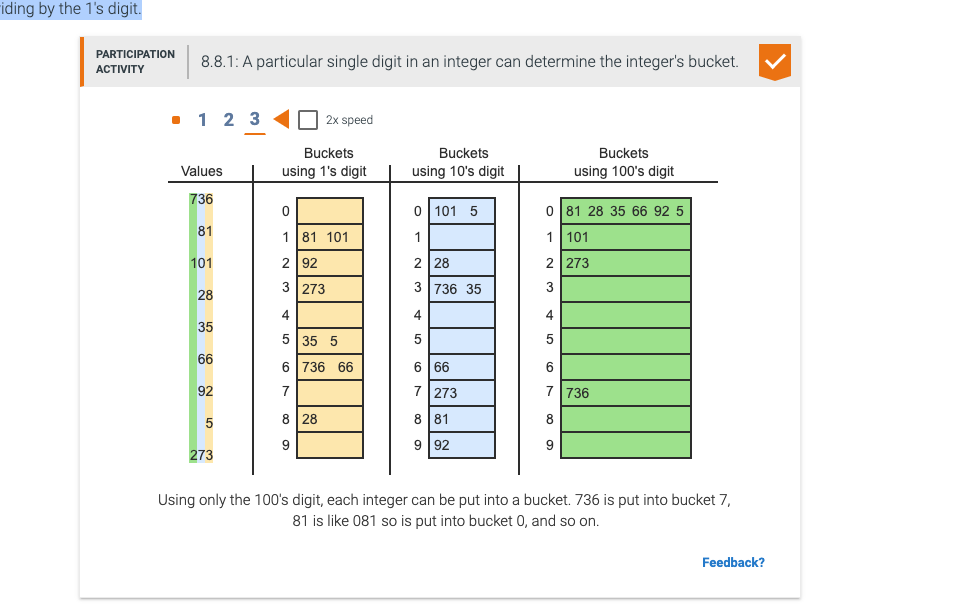 iding by the 1's digit.
PARTICIPATION
ACTIVITY
8.8.1: A particular single digit in an integer can determine the integer's bucket.
1 2 3 2x speed
Buckets Buckets Buckets
Values using 1's digit using 10's digit using 100's digit
736
81
101
28
35
66
92
5
273
0
1 81 101
2 92
3 273
4
5 35 5
6 736 66
7
8 28
9
0 101 5
1
2 28
3 736 35
4
5
6 66
7 273
8 81
9 92
0 81 28 35 66 92 5
1 101
2 273
3
4
5
6
7 736
8
9
Using only the 100's digit, each integer can be put into a bucket. 736 is put into bucket 7,
81 is like 081 so is put into bucket 0, and so on.
Feedback?